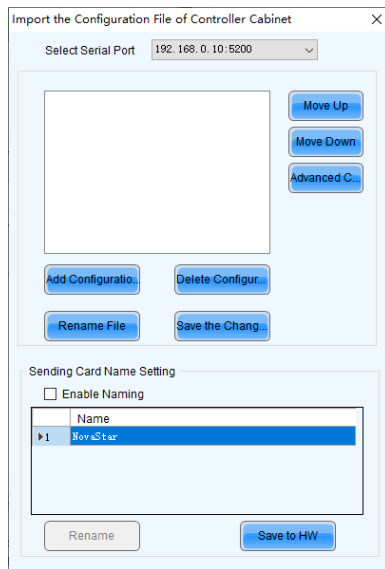 Import the Configuration File of Controller Cabinet
Select Serial Port 192.168.0.10:5200
Move Up
Move Down
Advanced C...
Add Configuratio...
Delete Configur...
Rename File
Save the Chang...
Sending Card Name Setting
Enable Naming
Name
1 NovaStar
Rename
Save to HW